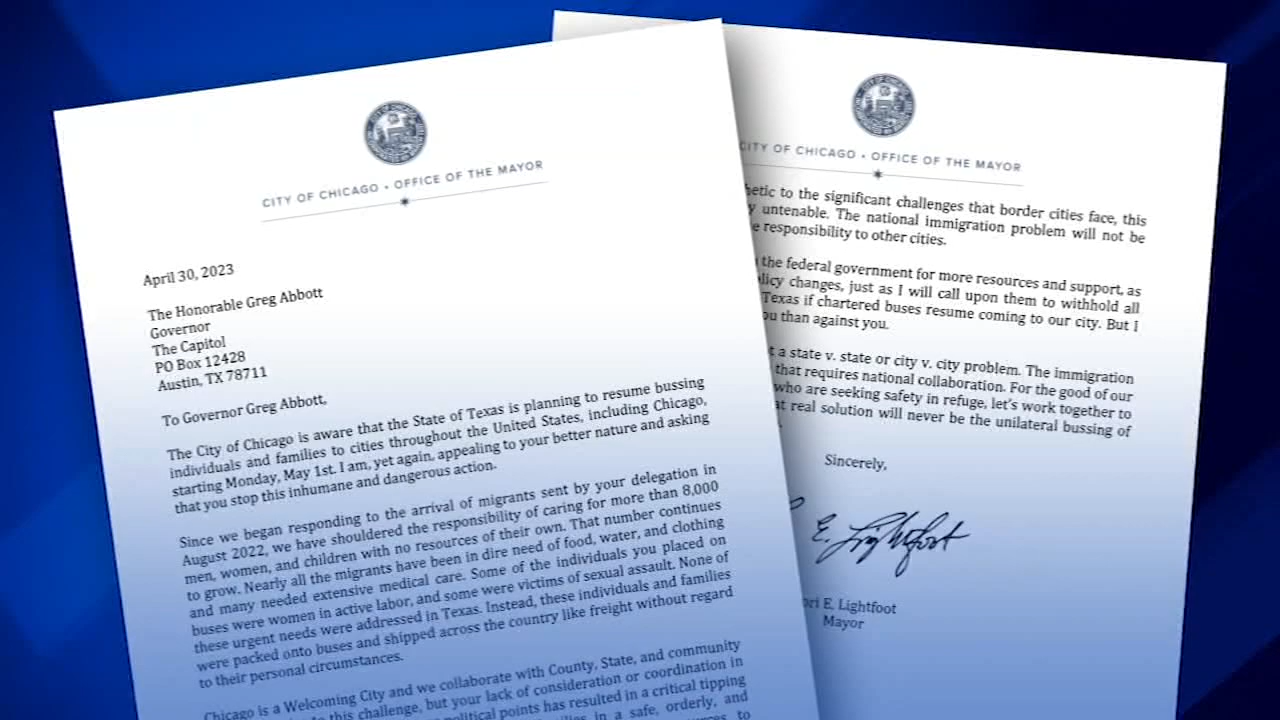 CITY OF CHICAGO • OFFICE OF THE MAYOR
April 30, 2023
The Honorable Greg Abbott
Governor
The Capitol
PO Box 12428
Austin, TX 78711
To Governor Greg Abbott,
The City of Chicago is aware that the State of Texas is planning to resume bussing
individuals and families to cities throughout the United States, including Chicago,
starting Monday, May 1st. I am, yet again, appealing to your better nature and asking
that you stop this inhumane and dangerous action.
Since we began responding to the arrival of migrants sent by your delegation in
August 2022, we have shouldered the responsibility of caring for more than 8,000
men, women, and children with no resources of their own. That number continues
to grow. Nearly all the migrants have been in dire need of food, water, and clothing
and many needed extensive medical care. Some of the individuals you placed on
buses were women in active labor, and some were victims of sexual assault. None of
these urgent needs were addressed in Texas. Instead, these individuals and families
were packed onto buses and shipped across the country like freight without regard
to their personal circumstances.
Chicago is a Welcoming City and we collaborate with County, State, and community
this challenge, but your lack of consideration or coordination in
political points has resulted in a critical tipping
in a safe, orderly, and
to
CITY OF CHICAGO • OFFICE OF THE MAYOR
to the significant challenges that border cities face, this
untenable. The national immigration problem will not be
responsibility to other cities.
the federal government for more resources and support, as
changes, just as I will call upon them to withhold all
Texas if chartered buses resume coming to our city. But I
than against you.
a state v. state or city v. city problem. The immigration
that requires national collaboration. For the good of our
who are seeking safety in refuge, let's work together to
real solution will never be the unilateral bussing of
Sincerely,
E. Lightfoot
E. Lightfoot
Mayor